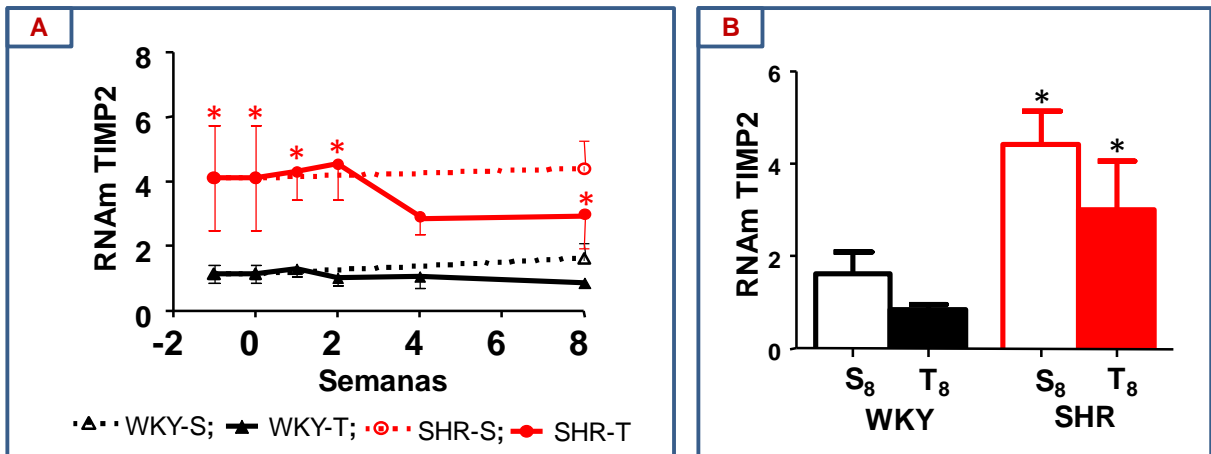 A
RNAm TIMP2
8
6
4
2
0
* * * * *
-2 0 2 4 6 8
Semanas
WKY-S; WKY-T; SHR-S; SHR-T
B
RNAm TIMP2
6
4
2
0
* *
S₈ T₈ S₈ T₈
WKY SHR